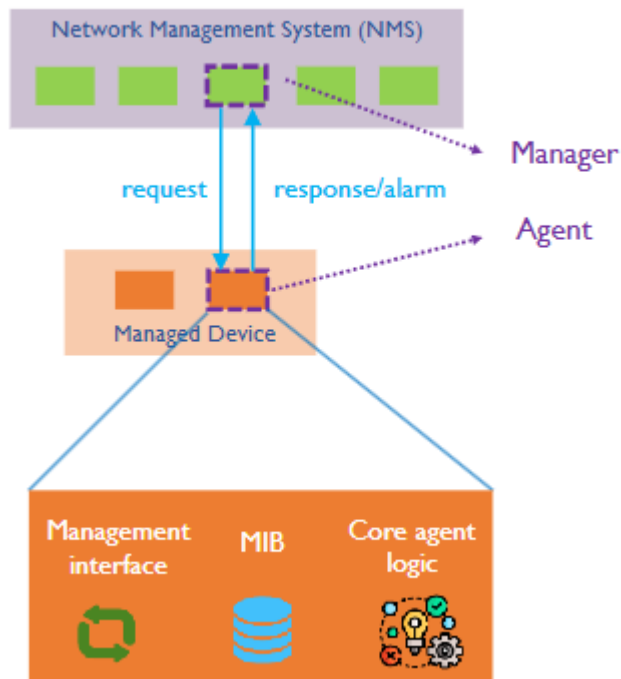 Network Management System (NMS)
Manager
request
response/alarm
Agent
Managed Device
Management
interface
MIB
Core agent
logic